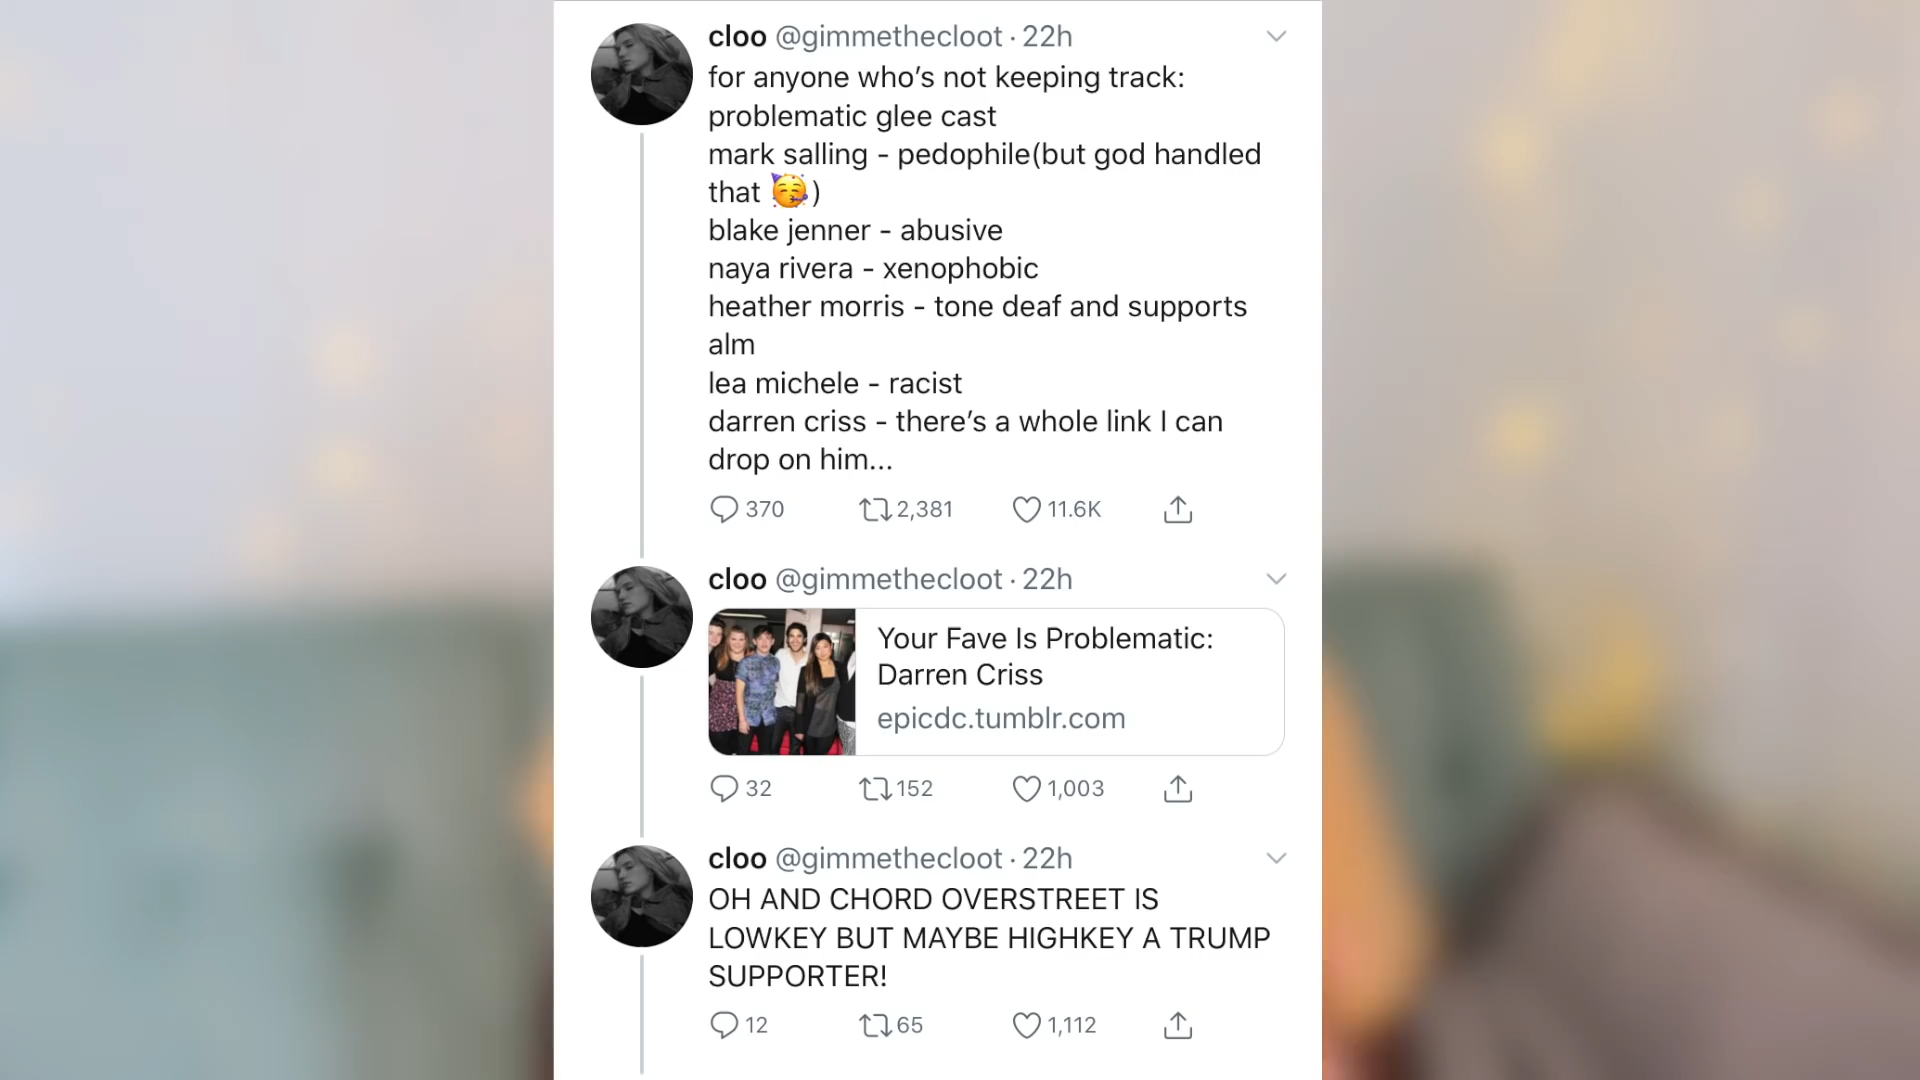 cloo @gimmethecloot · 22h
for anyone who’s not keeping track:
problematic glee cast
mark salling - pedophile(but god handled
that 🥳)
blake jenner - abusive
naya rivera - xenophobic
heather morris - tone deaf and supports
alm
lea michele - racist
darren criss - there’s a whole link I can
drop on him...
370 2,381 11.6K
cloo @gimmethecloot · 22h
Your Fave Is Problematic:
Darren Criss
epicdc.tumblr.com
32 152 1,003
cloo @gimmethecloot · 22h
OH AND CHORD OVERSTREET IS
LOWKEY BUT MAYBE HIGHKEY A TRUMP
SUPPORTER!
12 65 1,112